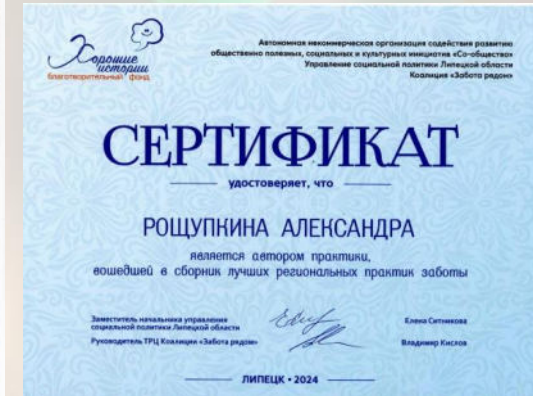 Хорошие
истории
благотворительный фонд
Автономная некоммерческая организация содействия развитию
общественно полезных, социальных и культурных инициатив «Со-общество»
Управление социальной политики Липецкой области
Коалиция «Забота рядом»
СЕРТИФИКАТ
удостоверяет, что
РОЩУПКИНА АЛЕКСАНДРА
является автором практики,
вошедшей в сборник лучших региональных практик заботы
Заместитель начальника управления
социальной политики Липецкой области
Елена Ситникова
Руководитель ТРЦ Коалиции «Забота рядом»
Владимир Кислов
ЛИПЕЦК • 2024